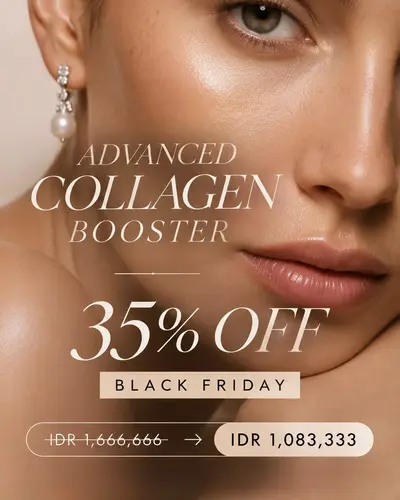 ADVANCED
COLLAGEN
BOOSTER
35% OFF
BLACK FRIDAY
IDR 1,666,666 → IDR 1,083,333